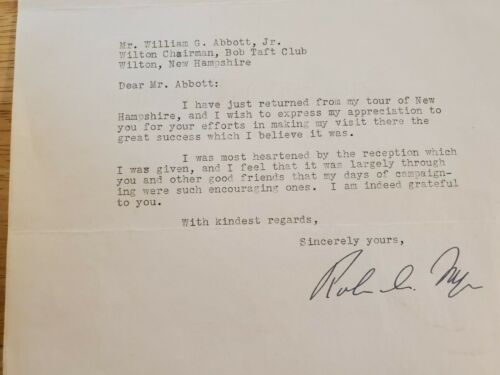 Mr. William G. Abbott, Jr.
Wilton Chairman, Bob Taft Club
Wilton, New Hampshire
Dear Mr. Abbott:
I have just returned from my tour of New
Hampshire, and I wish to express my appreciation to
you for your efforts in making my visit there the
great success which I believe it was.
I was most heartened by the reception which
I was given, and I feel that it was largely through
you and other good friends that my days of campaign-
ing were such encouraging ones. I am indeed grateful
to you.
With kindest regards,
Sincerely yours,